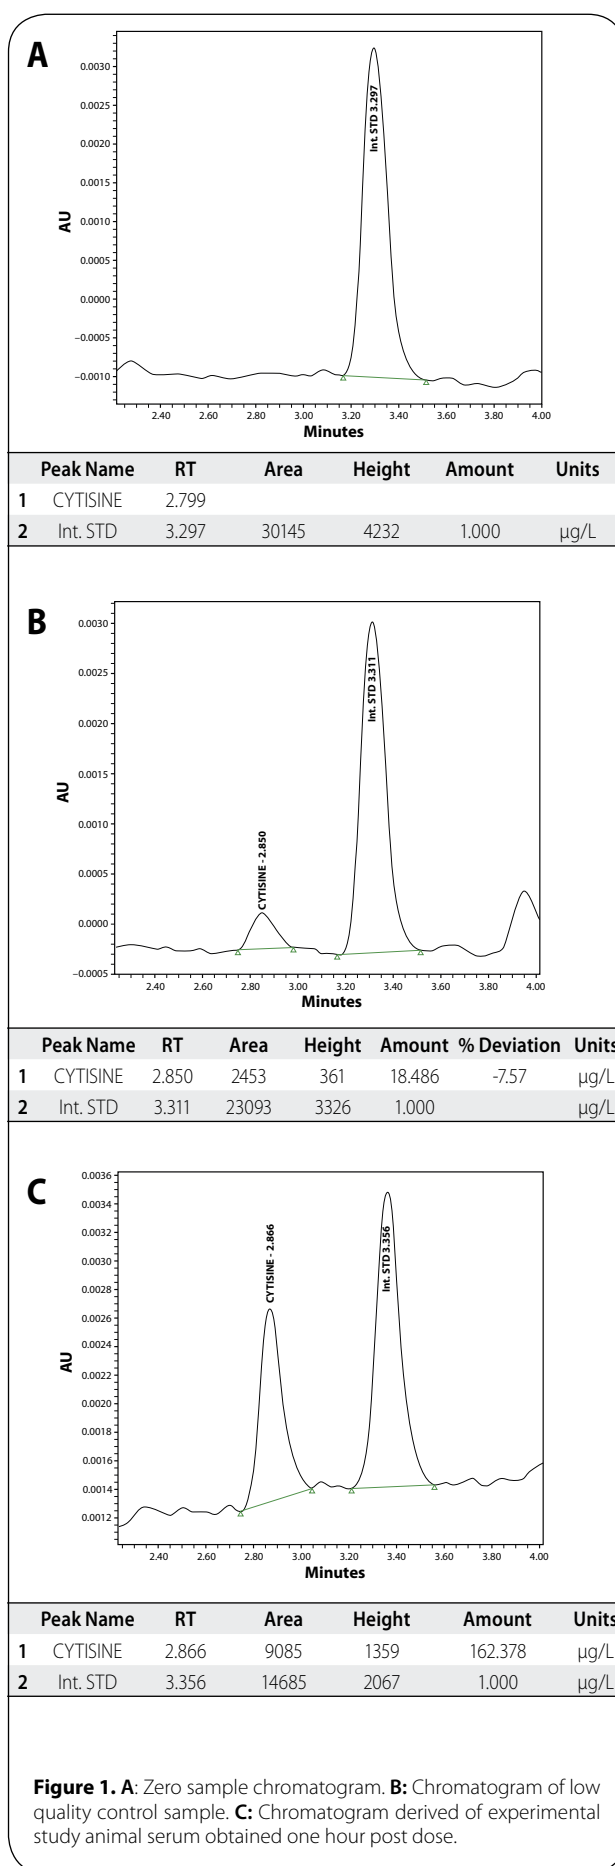 A
AU
0.0030
0.0025
0.0020
0.0015
0.0010
0.0005
0.0000
−0.0005
−0.0010
Int. STD 3.297
2.40 2.60 2.80 3.00 3.20 3.40 3.60 3.80 4.00
Minutes
Peak Name RT Area Height Amount Units
1 CYTISINE 2.799
2 Int. STD 3.297 30145 4232 1.000 µg/L
B
AU
0.0030
0.0025
0.0020
0.0015
0.0010
0.0005
0.0000
−0.0005
CYTISINE - 2.850
Int. STD 3.311
2.40 2.60 2.80 3.00 3.20 3.40 3.60 3.80 4.00
Minutes
Peak Name RT Area Height Amount % Deviation Units
1 CYTISINE 2.850 2453 361 18.486 -7.57 µg/L
2 Int. STD 3.311 23093 3326 1.000 µg/L
C
AU
0.0036
0.0034
0.0032
0.0030
0.0028
0.0026
0.0024
0.0022
0.0020
0.0018
0.0016
0.0014
0.0012
CYTISINE - 2.866
Int. STD 3.356
2.40 2.60 2.80 3.00 3.20 3.40 3.60 3.80 4.00
Minutes
Peak Name RT Area Height Amount Units
1 CYTISINE 2.866 9085 1359 162.378 µg/L
2 Int. STD 3.356 14685 2067 1.000 µg/L
Figure 1. A: Zero sample chromatogram. B: Chromatogram of low
quality control sample. C: Chromatogram derived of experimental
study animal serum obtained one hour post dose.